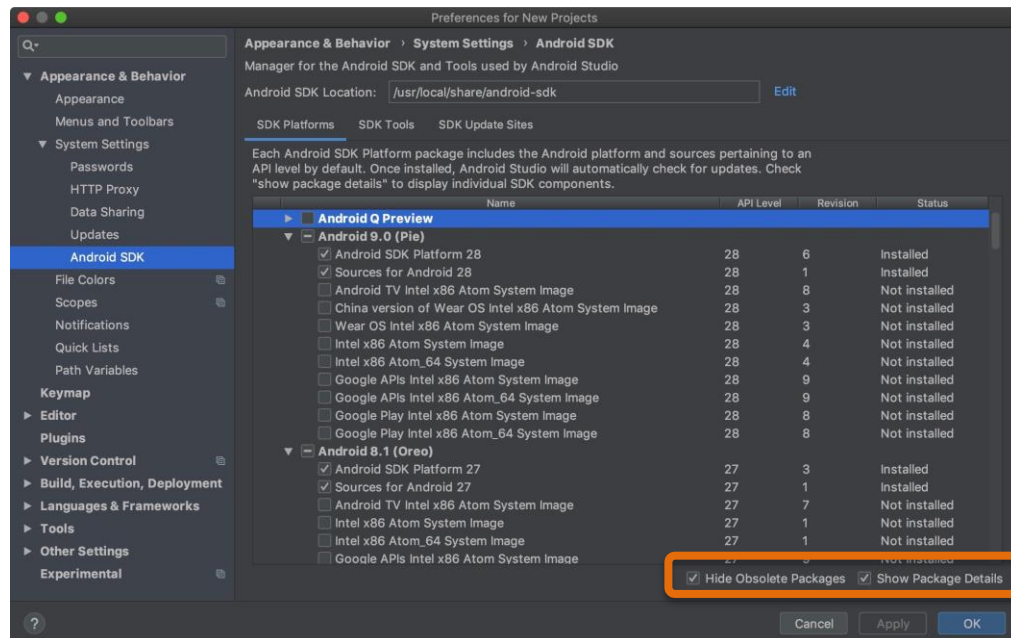 Preferences for New Projects
Appearance & Behavior
Appearance
Menus and Toolbars
System Settings
Passwords
HTTP Proxy
Data Sharing
Updates
Android SDK
File Colors
Scopes
Notifications
Quick Lists
Path Variables
Keymap
Editor
Plugins
Version Control
Build, Execution, Deployment
Languages & Frameworks
Tools
Other Settings
Experimental
Appearance & Behavior › System Settings › Android SDK
Manager for the Android SDK and Tools used by Android Studio
Android SDK Location: /usr/local/share/android-sdk Edit
SDK Platforms SDK Tools SDK Update Sites
Each Android SDK Platform package includes the Android platform and sources pertaining to an
API level by default. Once installed, Android Studio will automatically check for updates. Check
"show package details" to display individual SDK components.
Name API Level Revision Status
Android Q Preview
Android 9.0 (Pie)
Android SDK Platform 28 28 6 Installed
Sources for Android 28 28 1 Installed
Android TV Intel x86 Atom System Image 28 8 Not installed
China version of Wear OS Intel x86 Atom System Image 28 3 Not installed
Wear OS Intel x86 Atom System Image 28 3 Not installed
Intel x86 Atom System Image 28 4 Not installed
Intel x86 Atom_64 System Image 28 4 Not installed
Google APIs Intel x86 Atom System Image 28 9 Not installed
Google APIs Intel x86 Atom_64 System Image 28 9 Not installed
Google Play Intel x86 Atom System Image 28 8 Not installed
Google Play Intel x86 Atom_64 System Image 28 8 Not installed
Android 8.1 (Oreo)
Android SDK Platform 27 27 3 Installed
Sources for Android 27 27 1 Installed
Android TV Intel x86 Atom System Image 27 7 Not installed
Intel x86 Atom System Image 27 1 Not installed
Intel x86 Atom_64 System Image 27 1 Not installed
Google APIs Intel x86 Atom System Image 27 Not installed
Hide Obsolete Packages Show Package Details
? Cancel Apply OK